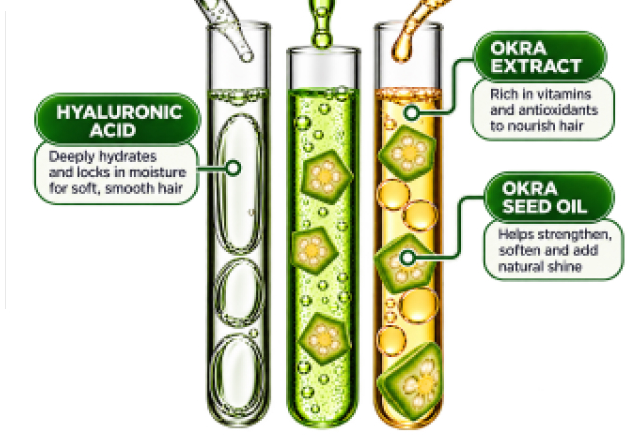 HYALURONIC
ACID
Deeply hydrates
and locks in moisture
for soft, smooth hair
OKRA
EXTRACT
Rich in vitamins
and antioxidants
to nourish hair
OKRA
SEED OIL
Helps strengthen,
soften and add
natural shine